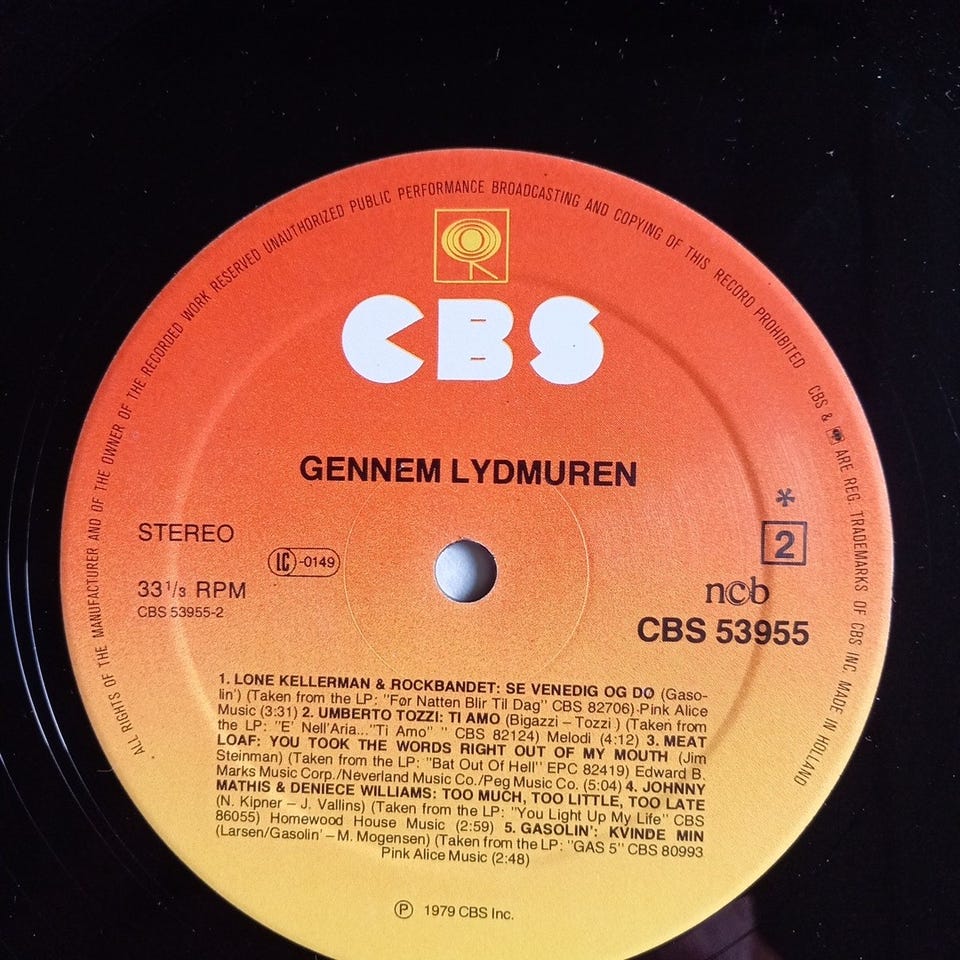 ALL RIGHTS OF THE MANUFACTURER AND OF THE OWNER OF THE RECORDED WORK RESERVED UNAUTHORIZED PUBLIC PERFORMANCE BROADCASTING AND COPYING OF THIS RECORD PROHIBITED
CBS & ARE REG. TRADEMARKS OF CBS INC. MADE IN HOLLAND
CBS
GENNEM LYDMUREN
STEREO
*
LC-0149
2
33 1/3 RPM
ncb
CBS 53955-2
CBS 53955
1. LONE KELLERMAN & ROCKBANDET: SE VENEDIG OG DØ (Gaso-
lin') (Taken from the LP: "Før Natten Blir Til Dag" CBS 82706) Pink Alice
Music (3:31) 2. UMBERTO TOZZI: TI AMO (Bigazzi – Tozzi ) (Taken from
the LP: "E' Nell'Aria..."Ti Amo" " CBS 82124) Melodi (4:12) 3. MEAT
LOAF: YOU TOOK THE WORDS RIGHT OUT OF MY MOUTH (Jim
Steinman) (Taken from the LP: "Bat Out Of Hell" EPC 82419) Edward B.
Marks Music Corp./Neverland Music Co./Peg Music Co. (5:04) 4. JOHNNY
MATHIS & DENIECE WILLIAMS: TOO MUCH, TOO LITTLE, TOO LATE
(N. Kipner – J. Vallins) (Taken from the LP: "You Light Up My Life" CBS
86055) Homewood House Music (2:59) 5. GASOLIN': KVINDE MIN
(Larsen/Gasolin' – M. Mogensen) (Taken from the LP: "GAS 5" CBS 80993
Pink Alice Music (2:48)
Ⓟ 1979 CBS Inc.